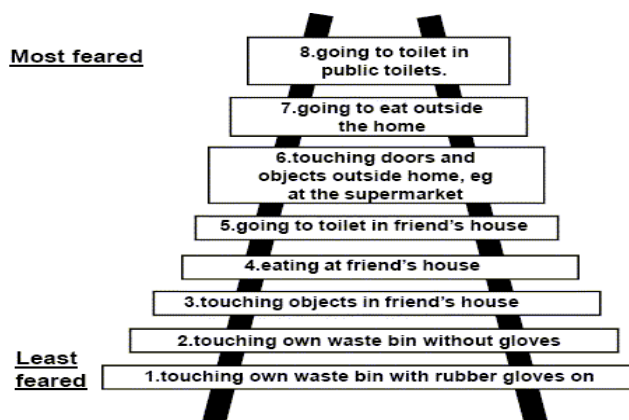 Most feared
8.going to toilet in
public toilets.
7.going to eat outside
the home
6.touching doors and
objects outside home, eg
at the supermarket
5.going to toilet in friend's house
4.eating at friend's house
3.touching objects in friend's house
2.touching own waste bin without gloves
Least
feared
1.touching own waste bin with rubber gloves on